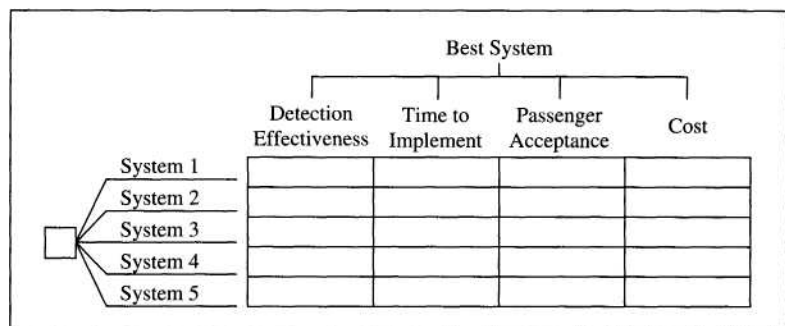 Best System
Detection
Effectiveness
Time to
Implement
Passenger
Acceptance
Cost
System 1
System 2
System 3
System 4
System 5